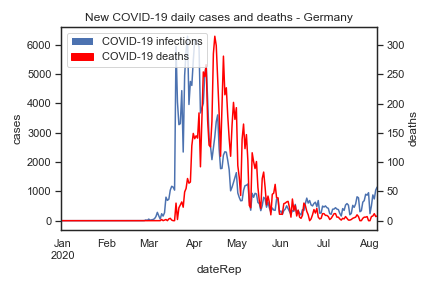 New COVID-19 daily cases and deaths - Germany
COVID-19 infections
COVID-19 deaths
cases
6000
5000
4000
3000
2000
1000
0
deaths
300
250
200
150
100
50
0
Jan Feb Mar Apr May Jun Jul Aug
2020
dateRep